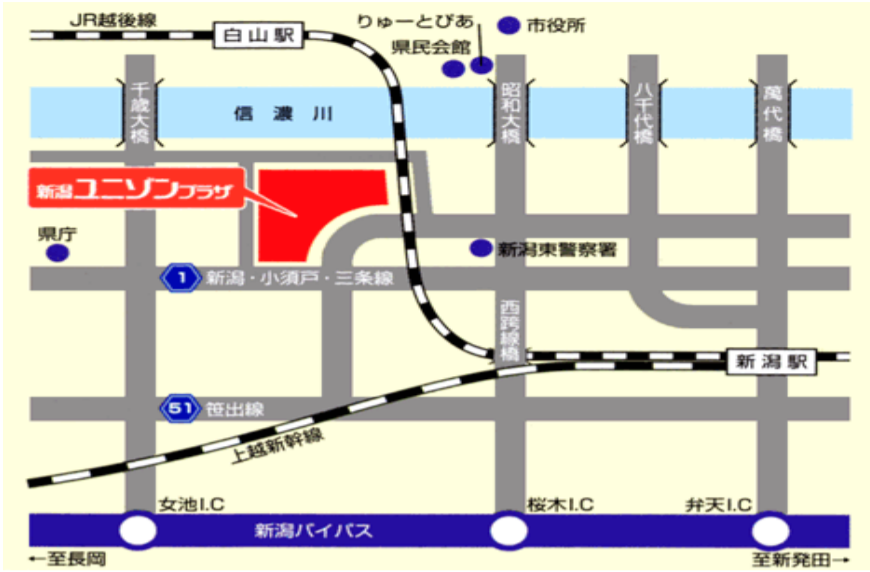 JR越後線
白山駅
りゅーとぴあ
県民会館
市役所
千歳大橋
信濃川
昭和大橋
八千代橋
萬代橋
新潟ユニゾンプラザ
県庁
新潟東警察署
1
新潟・小須戸・三条線
西跨線橋
新潟駅
51
笹出線
上越新幹線
女池I.C
桜木I.C
弁天I.C
新潟バイパス
←至長岡
至新発田→